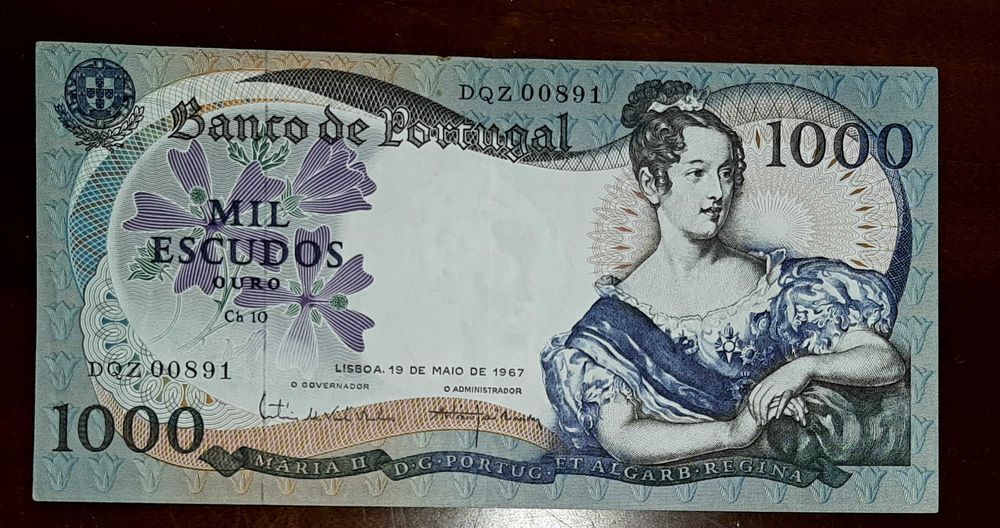 DQZ 00891
Banco de Portugal
1000
MIL
ESCUDOS
OURO
Ch 10
DQZ 00891
LISBOA, 19 DE MAIO DE 1967
O GOVERNADOR
O ADMINISTRADOR
1000
MARIA II D·G·PORTUG· ET ALGARB·REGINA